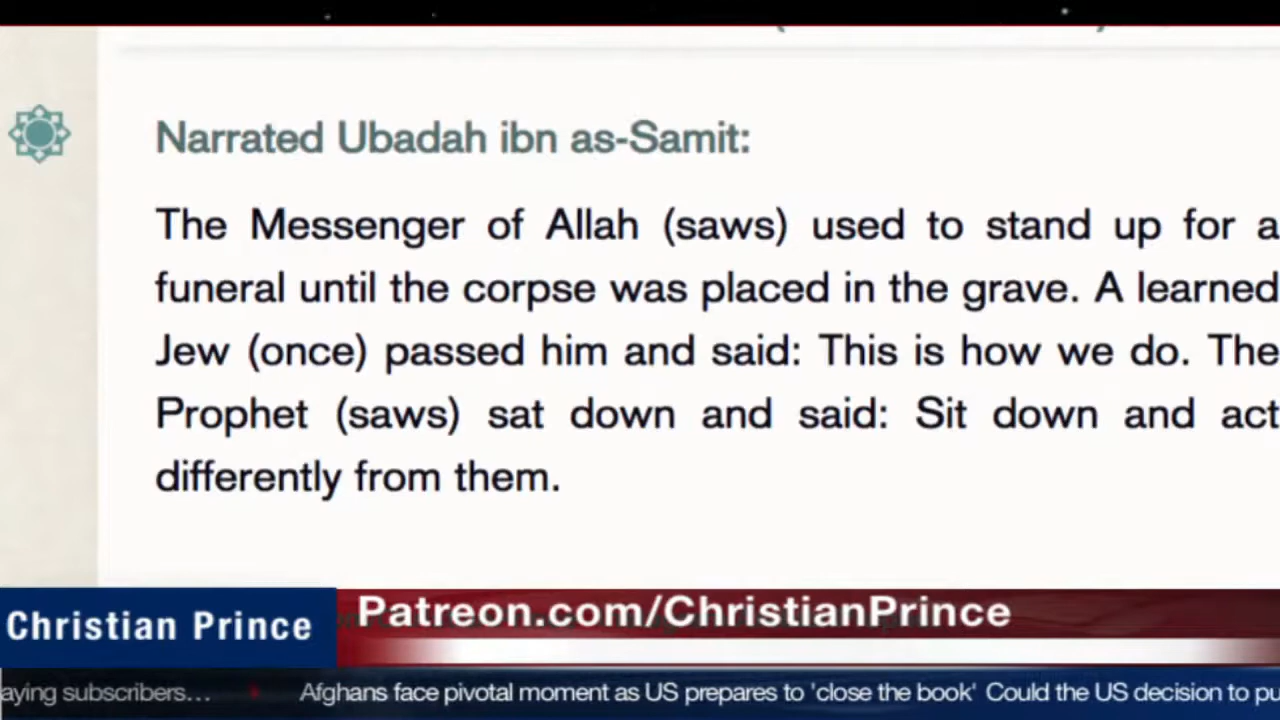 Narrated Ubadah ibn as-Samit:
The Messenger of Allah (saws) used to stand up for a
funeral until the corpse was placed in the grave. A learned
Jew (once) passed him and said: This is how we do. The
Prophet (saws) sat down and said: Sit down and act
differently from them.
Christian Prince
Patreon.com/ChristianPrince
aying subscribers... Afghans face pivotal moment as US prepares to 'close the book' Could the US decision to pu